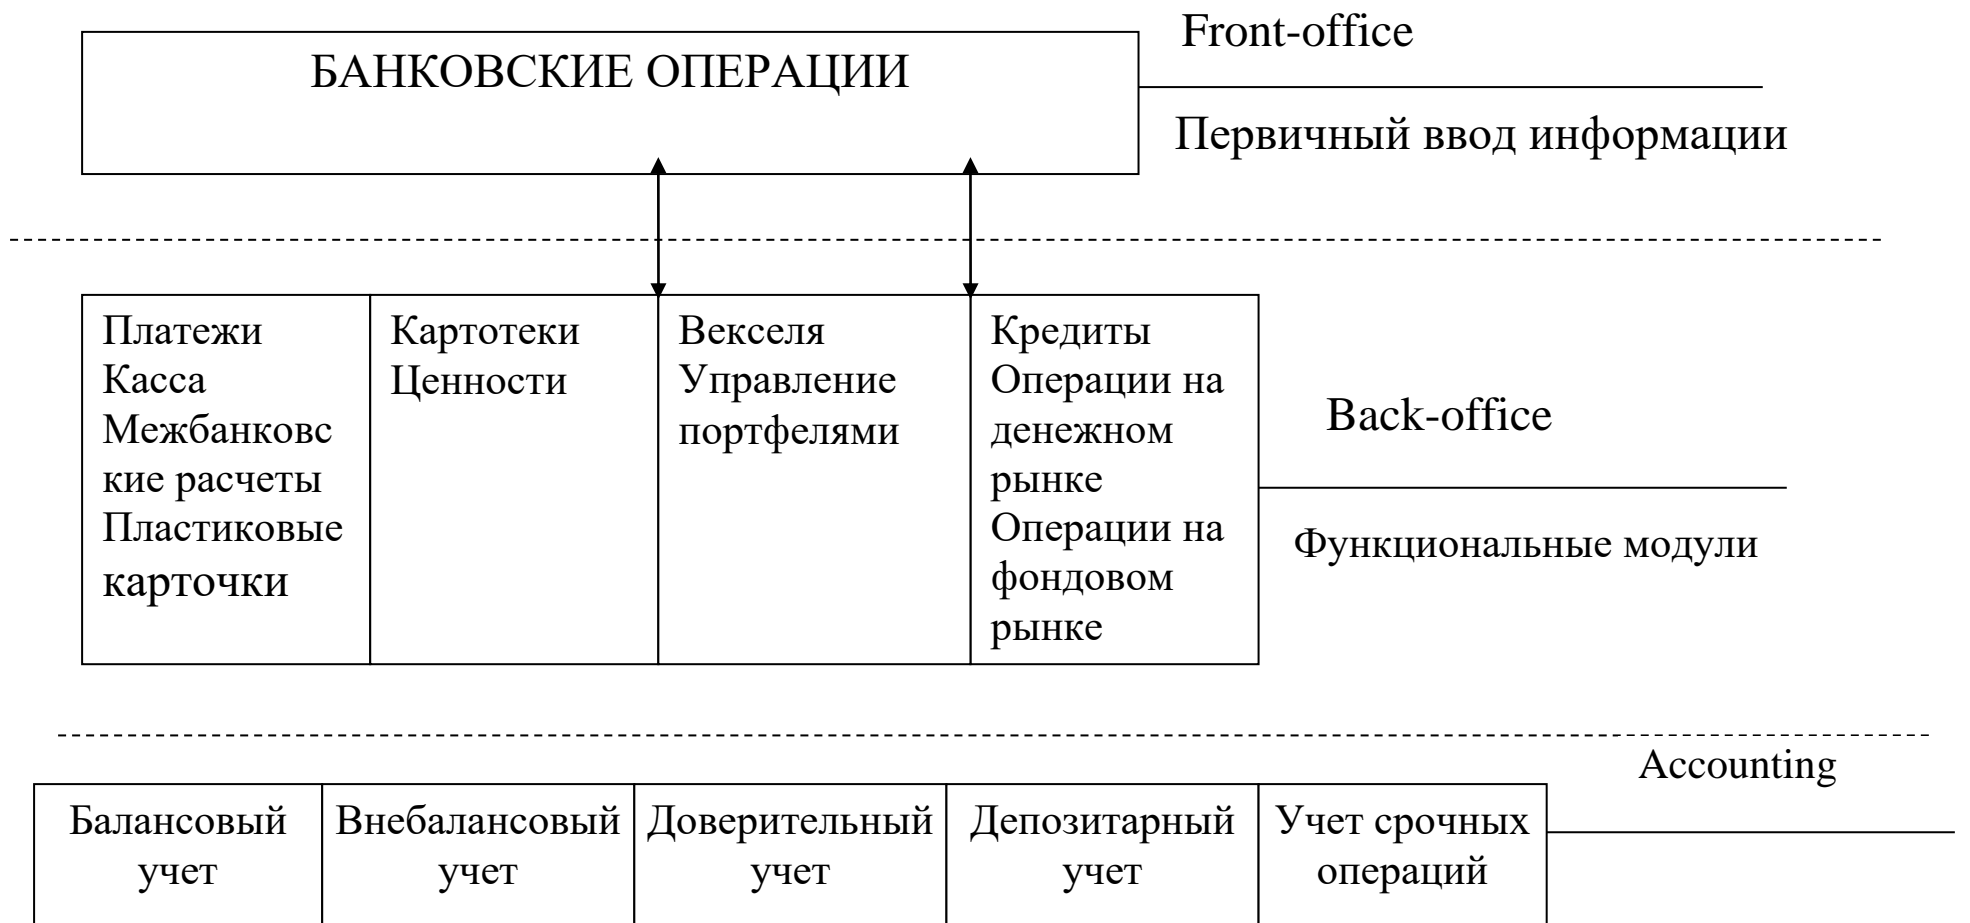 Front-office
БАНКОВСКИЕ ОПЕРАЦИИ
Первичный ввод информации
Платежи
Касса
Межбанковс
кие расчеты
Пластиковые
карточки
Картотеки
Ценности
Векселя
Управление
портфелями
Кредиты
Операции на
денежном
рынке
Операции на
фондовом
рынке
Back-office
Функциональные модули
Accounting
Балансовый
учет
Внебалансовый
учет
Доверительный
учет
Депозитарный
учет
Учет срочных
операций